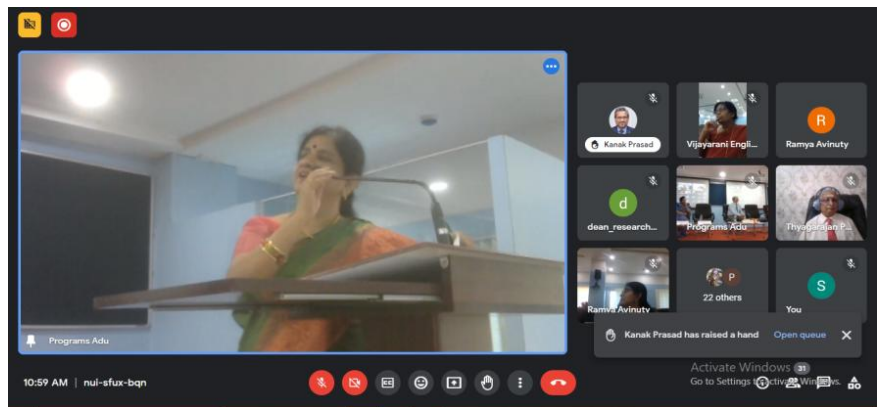 Kanak Prasad
Vijayarani Engli...
R
Ramya Avinuty
d
dean_research...
Programs Adu
Thyagarajan P...
Ramya Avinuty
P
22 others
S
You
Kanak Prasad has raised a hand
Open queue
Programs Adu
10:59 AM | nui-sfux-bqn
CC
Activate Windows
31
Go to Settings to activate Windows.